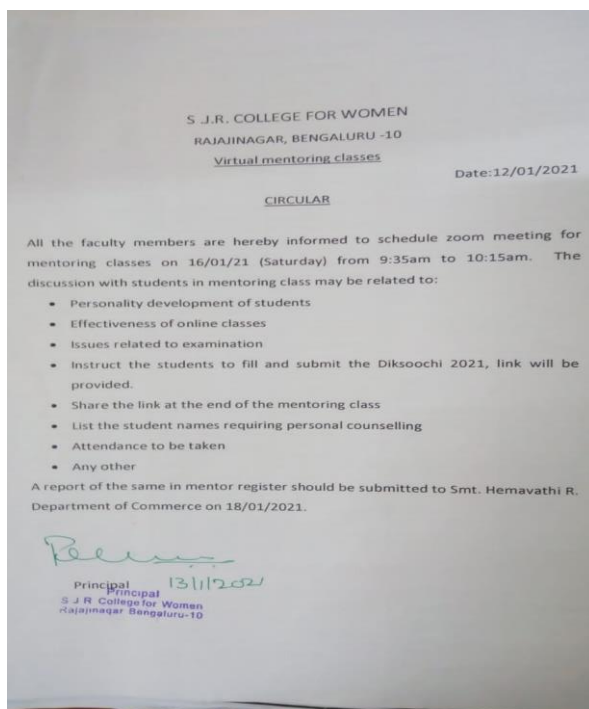 S .J.R. COLLEGE FOR WOMEN
RAJAJINAGAR, BENGALURU -10
Virtual mentoring classes
Date:12/01/2021
CIRCULAR
All the faculty members are hereby informed to schedule zoom meeting for
mentoring classes on 16/01/21 (Saturday) from 9:35am to 10:15am. The
discussion with students in mentoring class may be related to:
• Personality development of students
• Effectiveness of online classes
• Issues related to examination
• Instruct the students to fill and submit the Diksoochi 2021, link will be
provided.
• Share the link at the end of the mentoring class
• List the student names requiring personal counselling
• Attendance to be taken
• Any other
A report of the same in mentor register should be submitted to Smt. Hemavathi R.
Department of Commerce on 18/01/2021.
Principal 13/1/2021
Principal
S J R College for Women
Rajajinagar Bengaluru-10